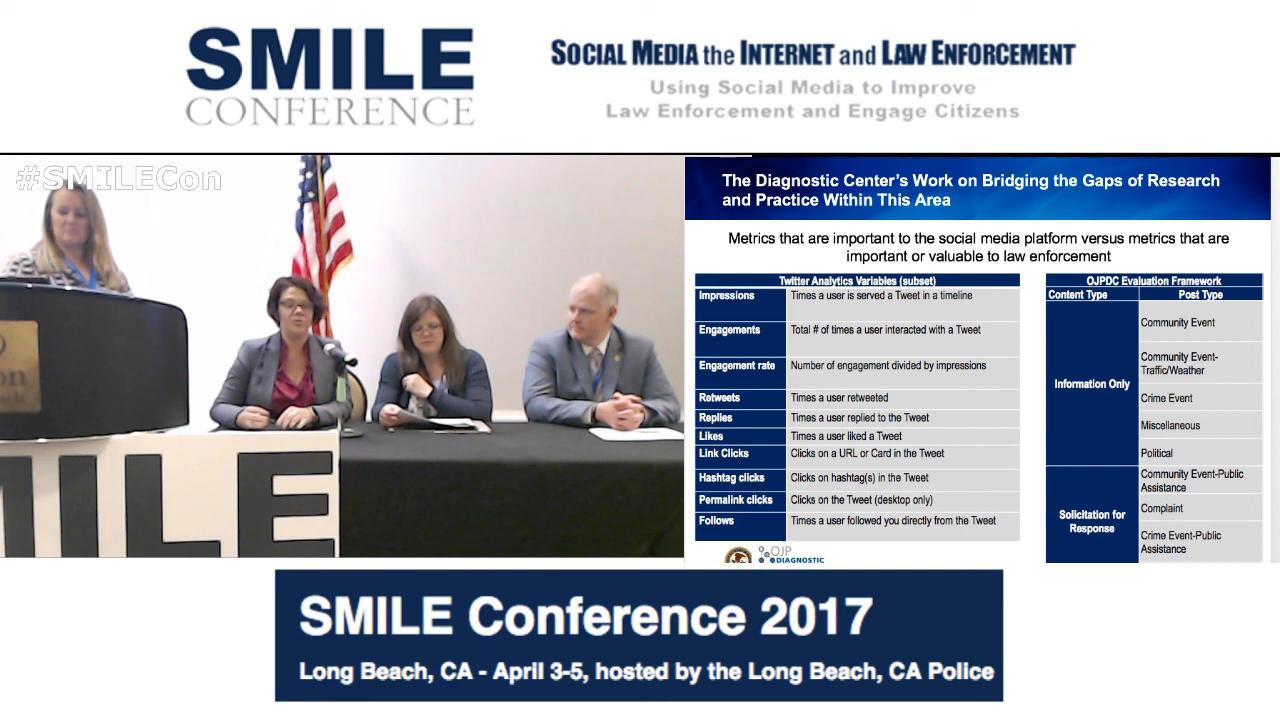 SMILE
CONFERENCE
SOCIAL MEDIA THE INTERNET AND LAW ENFORCEMENT
Using Social Media to Improve
Law Enforcement and Engage Citizens
#SMILECon
MILE
The Diagnostic Center's Work on Bridging the Gaps of Research
and Practice Within This Area
Metrics that are important to the social media platform versus metrics that are
important or valuable to law enforcement
Twitter Analytics Variables (subset)
Impressions Times a user is served a Tweet in a timeline
Engagements Total # of times a user interacted with a Tweet
Engagement rate Number of engagement divided by impressions
Retweets Times a user retweeted
Replies Times a user replied to the Tweet
Likes Times a user liked a Tweet
Link Clicks Clicks on a URL or Card in the Tweet
Hashtag clicks Clicks on hashtag(s) in the Tweet
Permalink clicks Clicks on the Tweet (desktop only)
Follows Times a user followed you directly from the Tweet
OJPDC Evaluation Framework
Content Type Post Type
Information Only
Community Event
Community Event-
Traffic/Weather
Crime Event
Miscellaneous
Political
Solicitation for
Response
Community Event-Public
Assistance
Complaint
Crime Event-Public
Assistance
OJP
DIAGNOSTIC
SMILE Conference 2017
Long Beach, CA - April 3-5, hosted by the Long Beach, CA Police